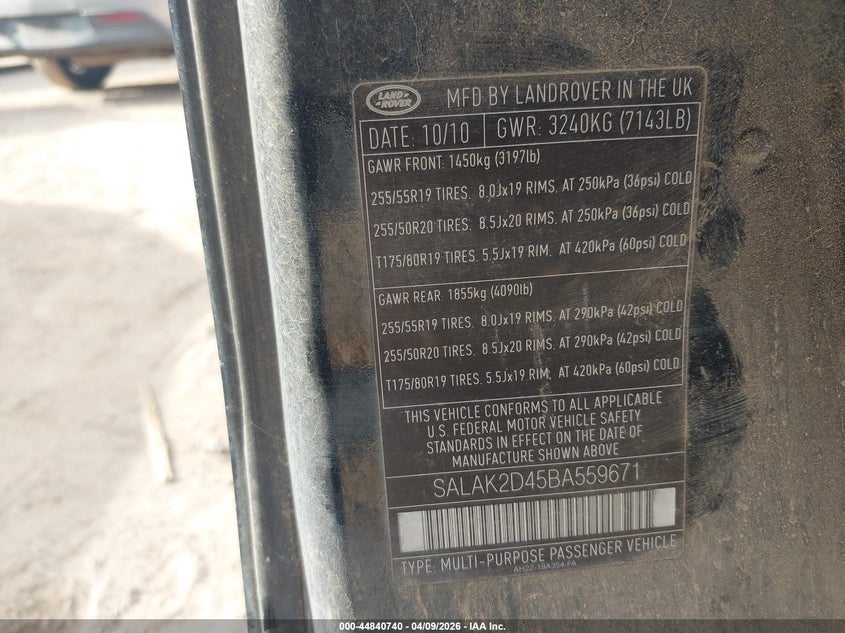 LAND ROVER
MFD BY LANDROVER IN THE UK
DATE: 10/10 GWR: 3240KG (7143LB)
GAWR FRONT. 1450kg (3197lb)
255/55R19 TIRES. 8.0Jx19 RIMS. AT 250kPa (36psi) COLD
255/50R20 TIRES. 8.5Jx20 RIMS. AT 250kPa (36psi) COLD
T175/80R19 TIRES. 5.5Jx19 RIM. AT 420kPa (60psi) COLD
GAWR REAR: 1855kg (4090lb)
255/55R19 TIRES. 8.0Jx19 RIMS. AT 290kPa (42psi) COLD
255/50R20 TIRES. 8.5Jx20 RIMS. AT 290kPa (42psi) COLD
T175/80R19 TIRES. 5.5Jx19 RIM. AT 420kPa (60psi) COLD
THIS VEHICLE CONFORMS TO ALL APPLICABLE
U.S. FEDERAL MOTOR VEHICLE SAFETY
STANDARDS IN EFFECT ON THE DATE OF
MANUFACTURE SHOWN ABOVE.
SALAK2D45BA559671
TYPE: MULTI-PURPOSE PASSENGER VEHICLE
AH22-19A354-FA
000-44840740 - 04/09/2026 - IAA Inc.